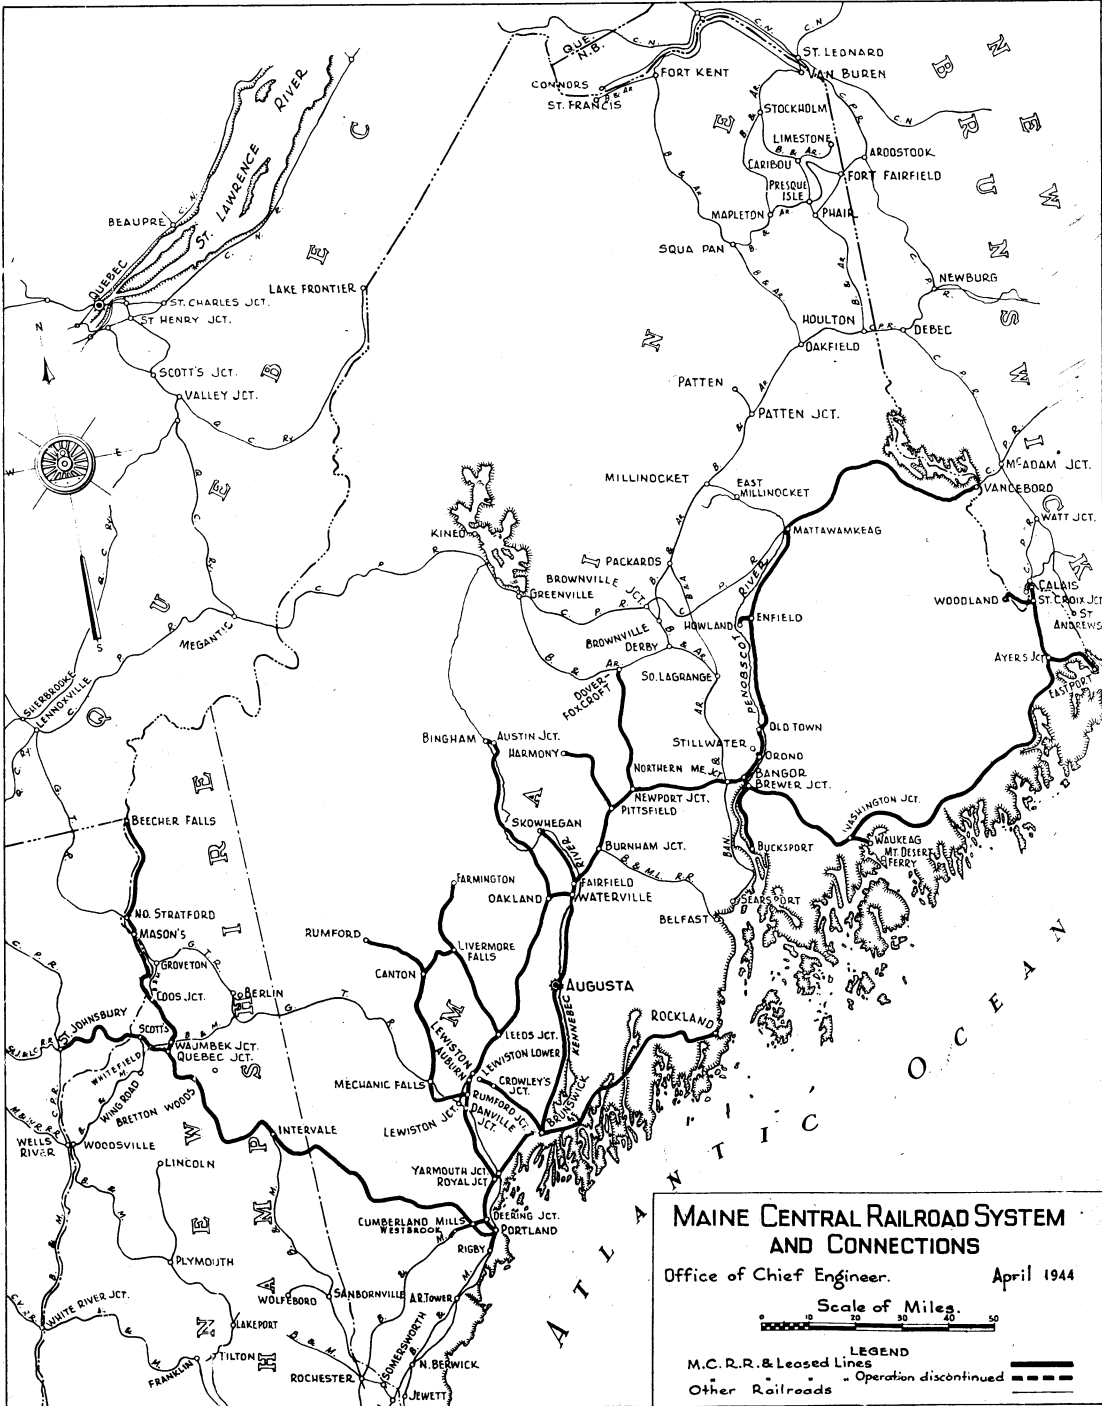 C.N.
QUE.
N.B.
C.N.
C.N.
ST. LEONARD
VAN BUREN
FORT KENT
CONNORS
ST. FRANCIS
B & AR
STOCKHOLM
LIMESTONE
CARIBOU
AROOSTOOK
FORT FAIRFIELD
PRESQUE
ISLE
MAPLETON
PHAIR
SQUA PAN
NEWBURG
HOULTON
C.P.R.
DEBEC
OAKFIELD
PATTEN
PATTEN JCT.
NEW
BRUNSWICK
QUEBEC
RIVER
ST. LAWRENCE
BEAUPRE
QUEBEC
ST. CHARLES JCT.
ST HENRY JCT.
LAKE FRONTIER
SCOTT'S JCT.
VALLEY JCT.
Q. C. RY.
N
E
W
S
MILLINOCKET
EAST
MILLINOCKET
MCADAM JCT.
VANCEBORO
WATT JCT.
MATTAWAMKEAG
KINEO
PACKARDS
GREENVILLE
BROWNVILLE
JCT.
C. P. R.
HOWLAND
ENFIELD
BROWNVILLE
DERBY
CALAIS
WOODLAND
ST. CROIX JCT.
ST.
ANDREWS
AYERS JCT.
EASTPORT
MEGANTIC
SHERBROOKE
LENNOXVILLE
DOVER-
FOXCROFT
SO. LAGRANGE
PENOBSCOT
RIVER
OLD TOWN
STILLWATER
ORONO
BINGHAM
AUSTIN JCT.
HARMONY
NORTHERN ME. JCT.
BANGOR
BREWER JCT.
NEWPORT JCT.
PITTSFIELD
WASHINGTON JCT.
WAUKEAG
MT. DESERT
FERRY
BEECHER FALLS
SKOWHEGAN
BURNHAM JCT.
BUCKSPORT
RIVER
B & M.L. R.R.
FARMINGTON
FAIRFIELD
OAKLAND
WATERVILLE
SEARSPORT
BELFAST
NO. STRATFORD
MASON'S
GROVETON
RUMFORD
LIVERMORE
FALLS
CANTON
AUGUSTA
COOS JCT.
BERLIN
G. T. R.
KENNEBEC
ROCKLAND
ST. JOHNSBURY
SCOTT'S
WAUMBEK JCT.
QUEBEC JCT.
WHITEFIELD
LEEDS JCT.
LEWISTON
AUBURN
LEWISTON LOWER
CROWLEY'S
JCT.
MECHANIC FALLS
RUMFORD JCT.
DANVILLE
JCT.
LEWISTON JCT.
BRUNSWICK
WING ROAD
BRETTON WOODS
INTERVALE
WELLS
RIVER
WOODSVILLE
LINCOLN
YARMOUTH JCT.
ROYAL JCT.
CUMBERLAND MILLS
WESTBROOK
DEERING JCT.
PORTLAND
RIGBY
PLYMOUTH
WOLFEBORO
SANBORNVILLE
A.R. TOWER
WHITE RIVER JCT.
LAKEPORT
TILTON
FRANKLIN
ROCHESTER
SOMERSWORTH
N. BERWICK
JEWETT
NEW HAMPSHIRE
MAINE
ATLANTIC OCEAN
MAINE CENTRAL RAILROAD SYSTEM
AND CONNECTIONS
Office of Chief Engineer. April 1944
Scale of Miles.
0 10 20 30 40 50
LEGEND
M.C.R.R. & Leased Lines
" " " Operation discontinued
Other Railroads